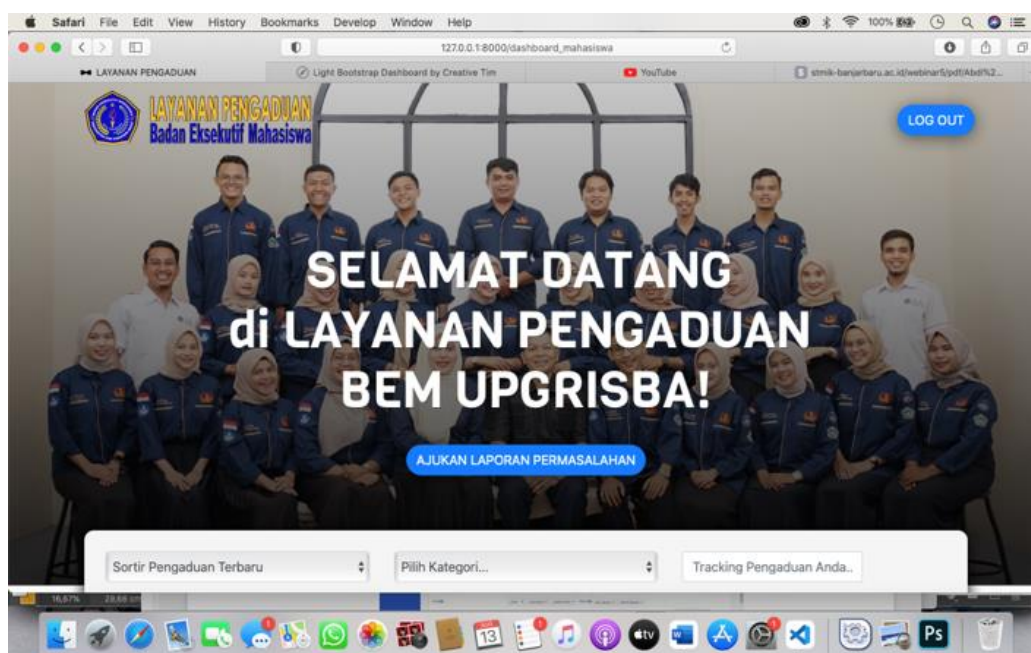 Safari File Edit View History Bookmarks Develop Window Help 100%
127.0.0.1:8000/dashboard_mahasiswa
LAYANAN PENGADUAN Light Bootstrap Dashboard by Creative Tim YouTube stmik-banjarbaru.ac.id/webinar5/pdf/Abdi%2...
LAYANAN PENGADUAN
Badan Eksekutif Mahasiswa
LOG OUT
SELAMAT DATANG
di LAYANAN PENGADUAN
BEM UPGRISBA!
AJUKAN LAPORAN PERMASALAHAN
Sortir Pengaduan Terbaru Pilih Kategori... Tracking Pengaduan Anda..
16,67%
13
tv
Ps